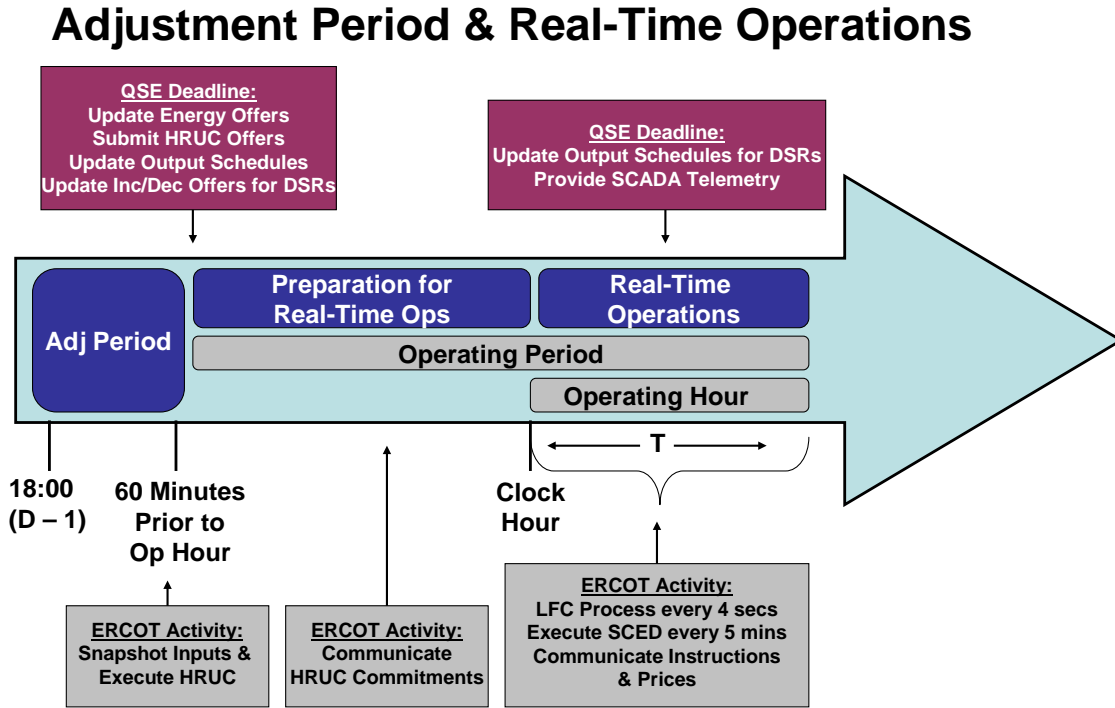 Adjustment Period & Real-Time Operations
QSE Deadline:
Update Energy Offers
Submit HRUC Offers
Update Output Schedules
Update Inc/Dec Offers for DSRs
QSE Deadline:
Update Output Schedules for DSRs
Provide SCADA Telemetry
Adj Period
Preparation for
Real-Time Ops
Real-Time
Operations
Operating Period
Operating Hour
T
18:00
(D – 1)
60 Minutes
Prior to
Op Hour
Clock
Hour
ERCOT Activity:
Snapshot Inputs &
Execute HRUC
ERCOT Activity:
Communicate
HRUC Commitments
ERCOT Activity:
LFC Process every 4 secs
Execute SCED every 5 mins
Communicate Instructions
& Prices